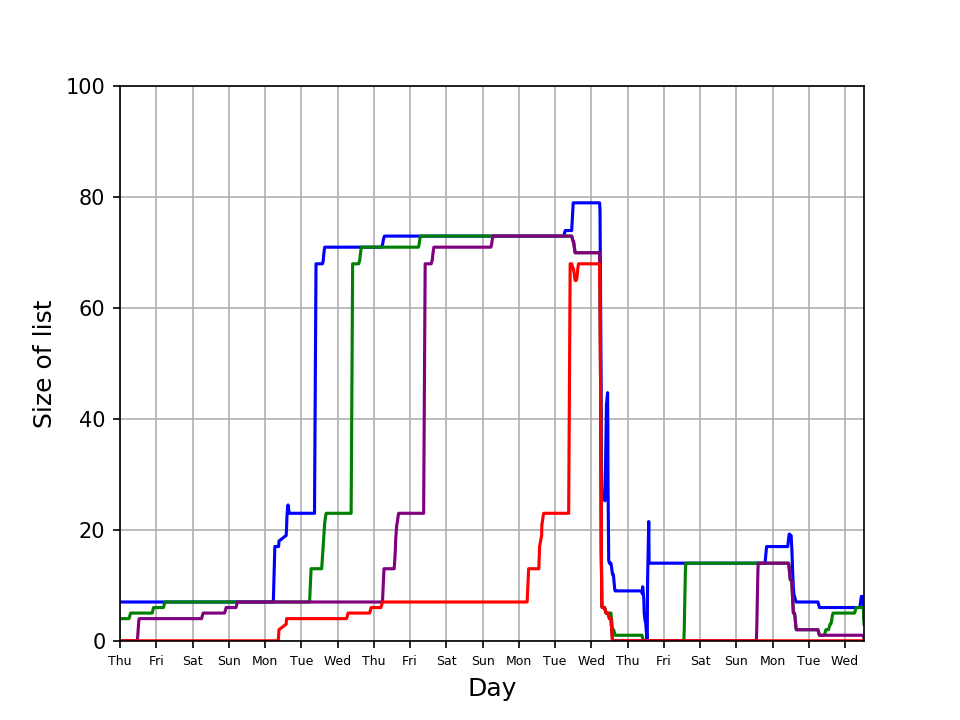 100
80
60
40
20
0
Size of list
Thu Fri Sat Sun Mon Tue Wed Thu Fri Sat Sun Mon Tue Wed Thu Fri Sat Sun Mon Tue Wed
Day